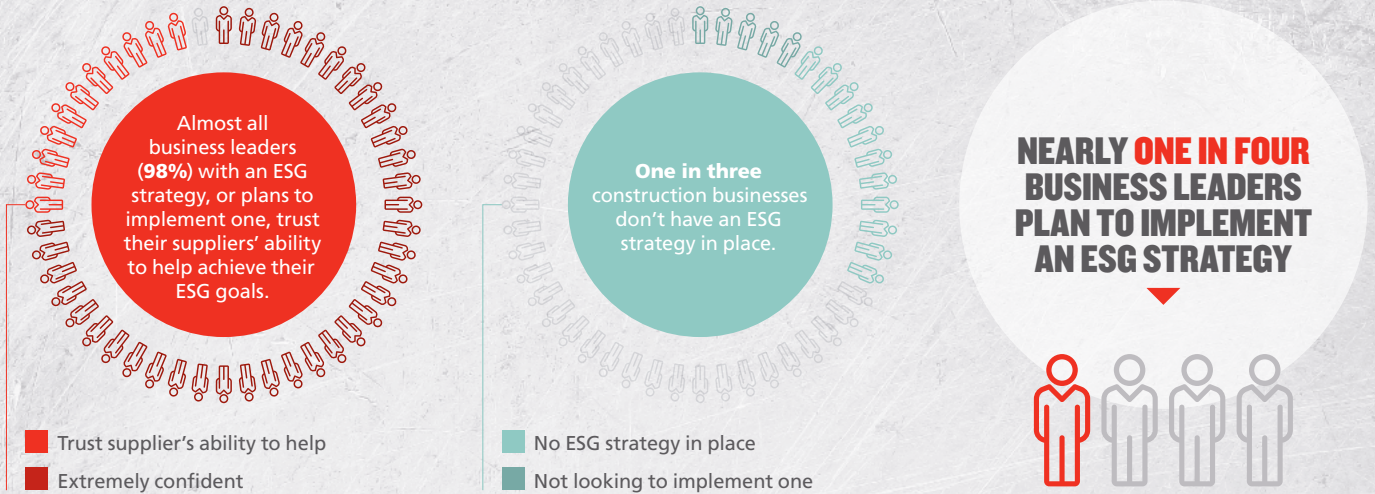 Almost all
business leaders
(98%) with an ESG
strategy, or plans to
implement one, trust
their suppliers’ ability
to help achieve their
ESG goals.
Trust supplier’s ability to help
Extremely confident
One in three
construction businesses
don’t have an ESG
strategy in place.
No ESG strategy in place
Not looking to implement one
NEARLY ONE IN FOUR
BUSINESS LEADERS
PLAN TO IMPLEMENT
AN ESG STRATEGY